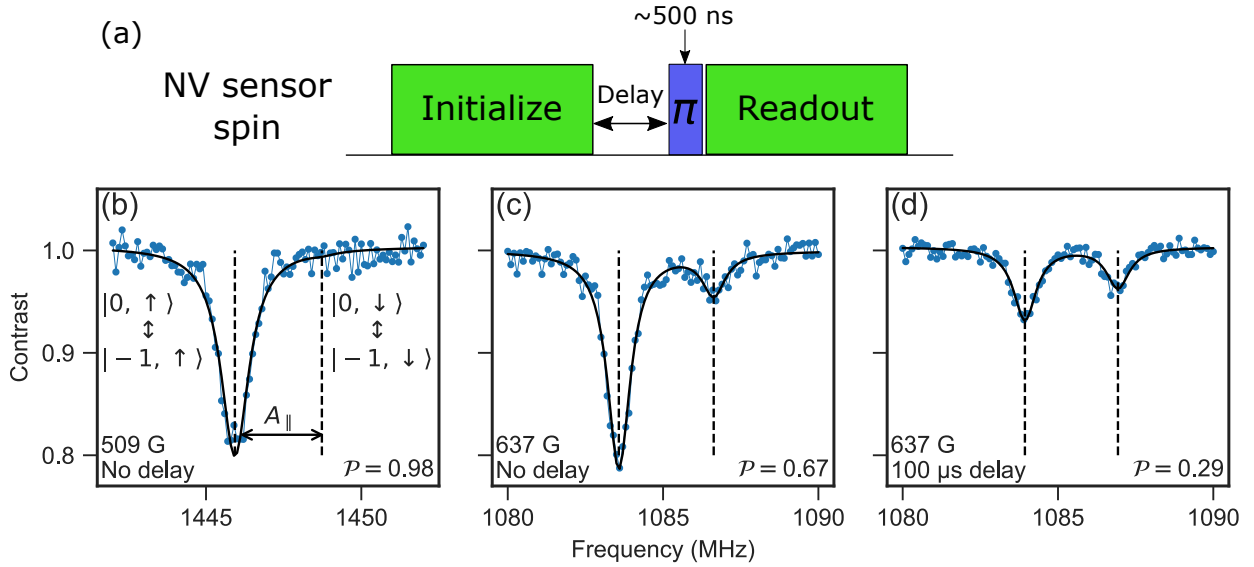 (a)
~500 ns
NV sensor
spin
Initialize
Delay
π
Readout
(b)
(c)
(d)
Contrast
1.0
0.9
0.8
|0, ↑⟩
↕
|−1, ↑⟩
|0, ↓⟩
↕
|−1, ↓⟩
A∥
509 G
No delay
𝒫 = 0.98
637 G
No delay
𝒫 = 0.67
637 G
100 μs delay
𝒫 = 0.29
1445
1450
1080
1085
1090
1080
1085
1090
Frequency (MHz)